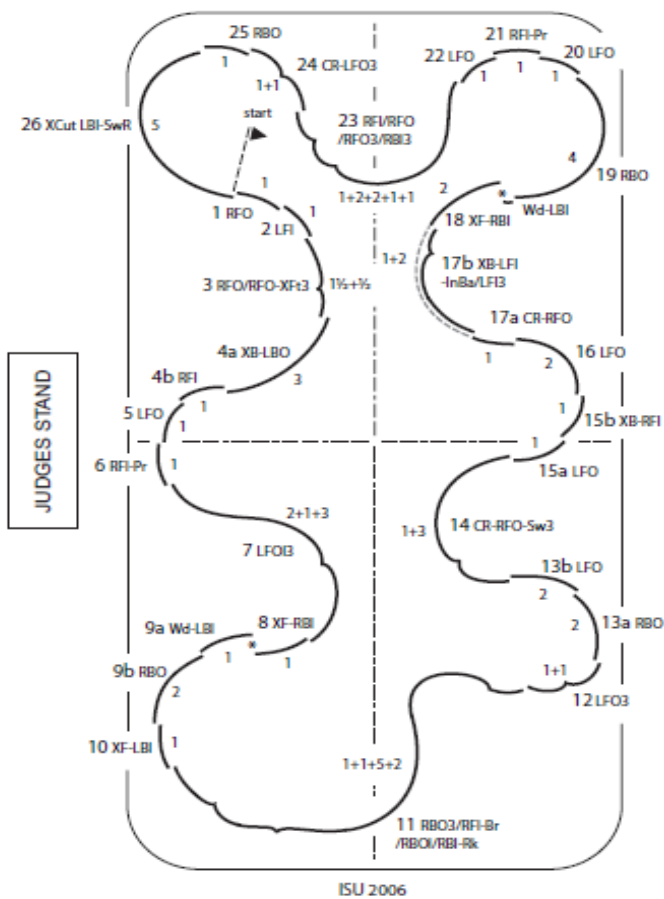 25 RBO
21 RFI-Pr
24 CR-LFO3
22 LFO
20 LFO
1
1+1
1
1
1
start
26 XCut LBI-SwR
5
23 RFI/RFO
/RFO3/RBI3
4
19 RBO
1
1+2+2+1+1
2
*
Wd-LBI
1 RFO
1
18 XF-RBI
2 LFI
1+2
17b XB-LFI
-InBa/LFI3
3 RFO/RFO-XFt3
1½+½
17a CR-RFO
4a XB-LBO
1
2
16 LFO
4b RFI
3
JUDGES STAND
1
1
15b XB-RFI
5 LFO
1
1
6 RFI-Pr
1
15a LFO
2+1+3
1+3
14 CR-RFO-Sw3
7 LFOI3
13b LFO
2
9a Wd-LBI
8 XF-RBI
2
13a RBO
*
1
1
9b RBO
1+1
2
12 LFO3
10 XF-LBI
1
1+1+5+2
11 RBO3/RFI-Br
/RBOI/RBI-Rk
ISU 2006